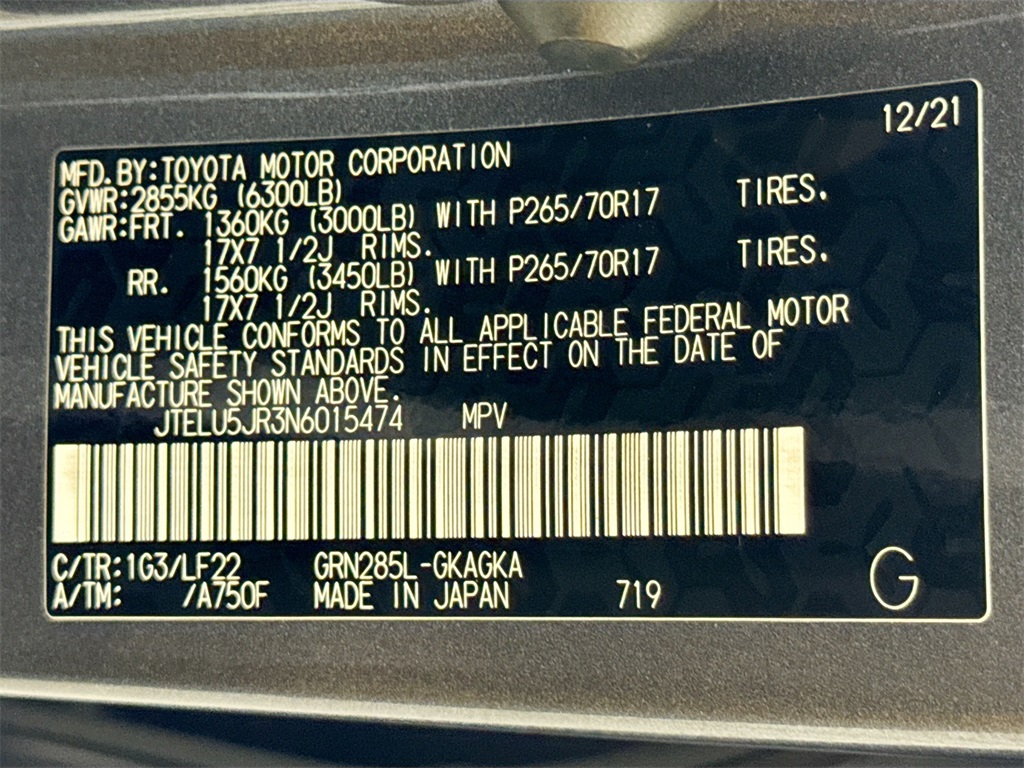 12/21
MFD.BY:TOYOTA MOTOR CORPORATION
GVWR:2855KG (6300LB)
GAWR:FRT. 1360KG (3000LB) WITH P265/70R17 TIRES.
17X7 1/2J RIMS.
RR. 1560KG (3450LB) WITH P265/70R17 TIRES.
17X7 1/2J RIMS.
THIS VEHICLE CONFORMS TO ALL APPLICABLE FEDERAL MOTOR
VEHICLE SAFETY STANDARDS IN EFFECT ON THE DATE OF
MANUFACTURE SHOWN ABOVE.
JTELU5JR3N6015474 MPV
C/TR:1G3/LF22 GRN285L-GKAGKA
A/TM: /A750F MADE IN JAPAN 719 G